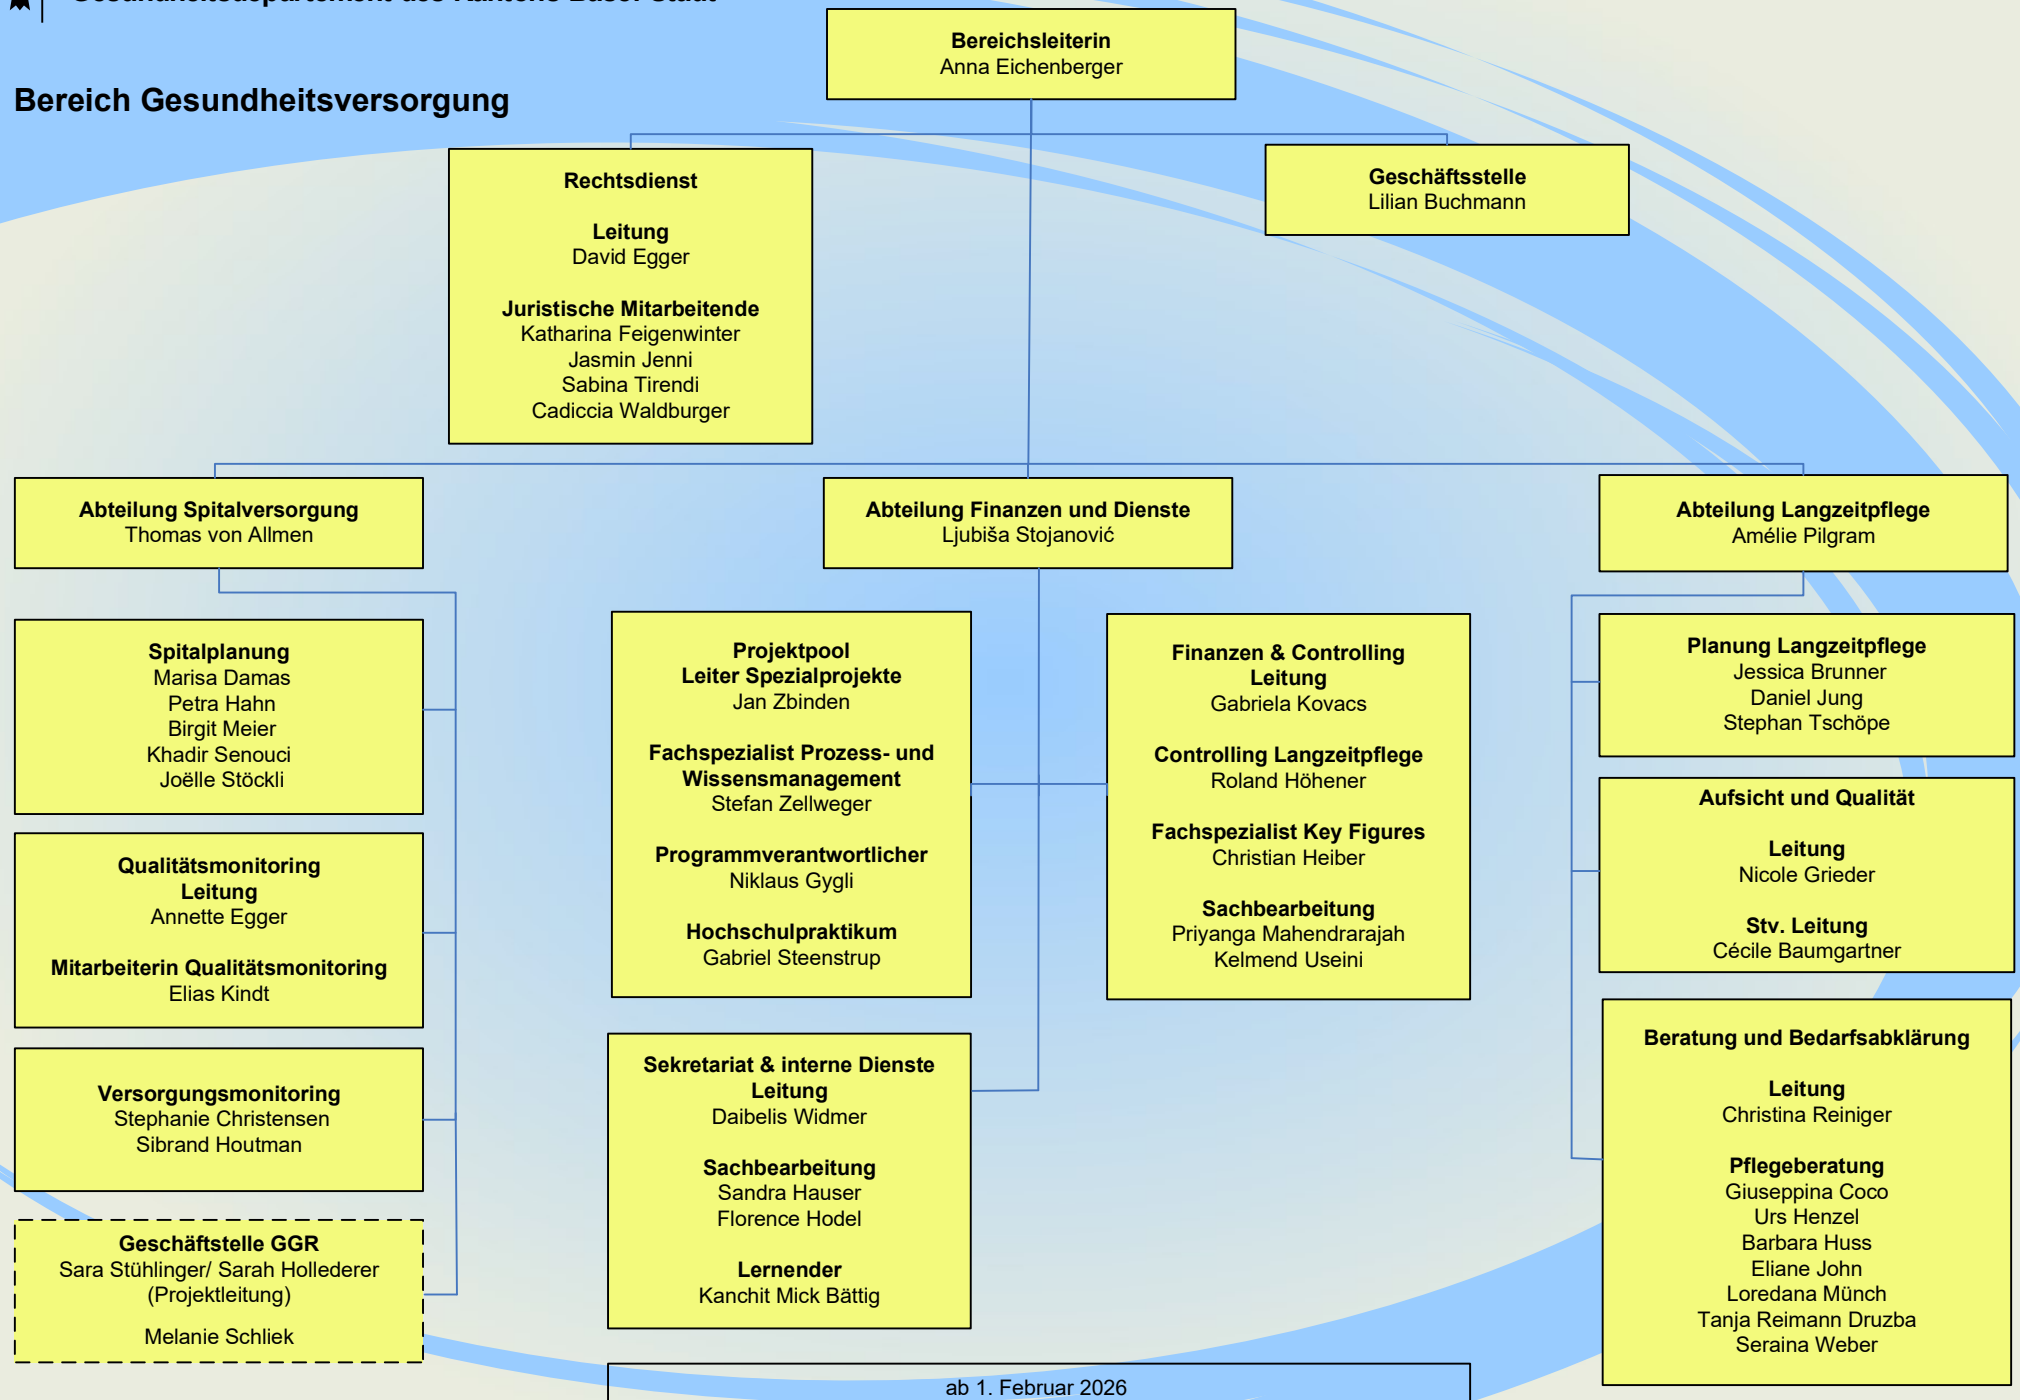 Gesundheitsdepartement des Kantons Basel-Stadt
Bereich Gesundheitsversorgung
Bereichsleiterin
Anna Eichenberger
Rechtsdienst
Leitung
David Egger
Juristische Mitarbeitende
Katharina Feigenwinter
Jasmin Jenni
Sabina Tirendi
Cadiccia Waldburger
Geschäftsstelle
Lilian Buchmann
Abteilung Spitalversorgung
Thomas von Allmen
Abteilung Finanzen und Dienste
Ljubiša Stojanović
Abteilung Langzeitpflege
Amélie Pilgram
Spitalplanung
Marisa Damas
Petra Hahn
Birgit Meier
Khadir Senouci
Joëlle Stöckli
Qualitätsmonitoring
Leitung
Annette Egger
Mitarbeiterin Qualitätsmonitoring
Elias Kindt
Versorgungsmonitoring
Stephanie Christensen
Sibrand Houtman
Geschäftstelle GGR
Sara Stühlinger/ Sarah Hollederer
(Projektleitung)
Melanie Schliek
Projektpool
Leiter Spezialprojekte
Jan Zbinden
Fachspezialist Prozess- und
Wissensmanagement
Stefan Zellweger
Programmverantwortlicher
Niklaus Gygli
Hochschulpraktikum
Gabriel Steenstrup
Sekretariat & interne Dienste
Leitung
Daibelis Widmer
Sachbearbeitung
Sandra Hauser
Florence Hodel
Lernender
Kanchit Mick Bättig
Finanzen & Controlling
Leitung
Gabriela Kovacs
Controlling Langzeitpflege
Roland Höhener
Fachspezialist Key Figures
Christian Heiber
Sachbearbeitung
Priyanga Mahendrarajah
Kelmend Useini
Planung Langzeitpflege
Jessica Brunner
Daniel Jung
Stephan Tschöpe
Aufsicht und Qualität
Leitung
Nicole Grieder
Stv. Leitung
Cécile Baumgartner
Beratung und Bedarfsabklärung
Leitung
Christina Reiniger
Pflegeberatung
Giuseppina Coco
Urs Henzel
Barbara Huss
Eliane John
Loredana Münch
Tanja Reimann Druzba
Seraina Weber
ab 1. Februar 2026